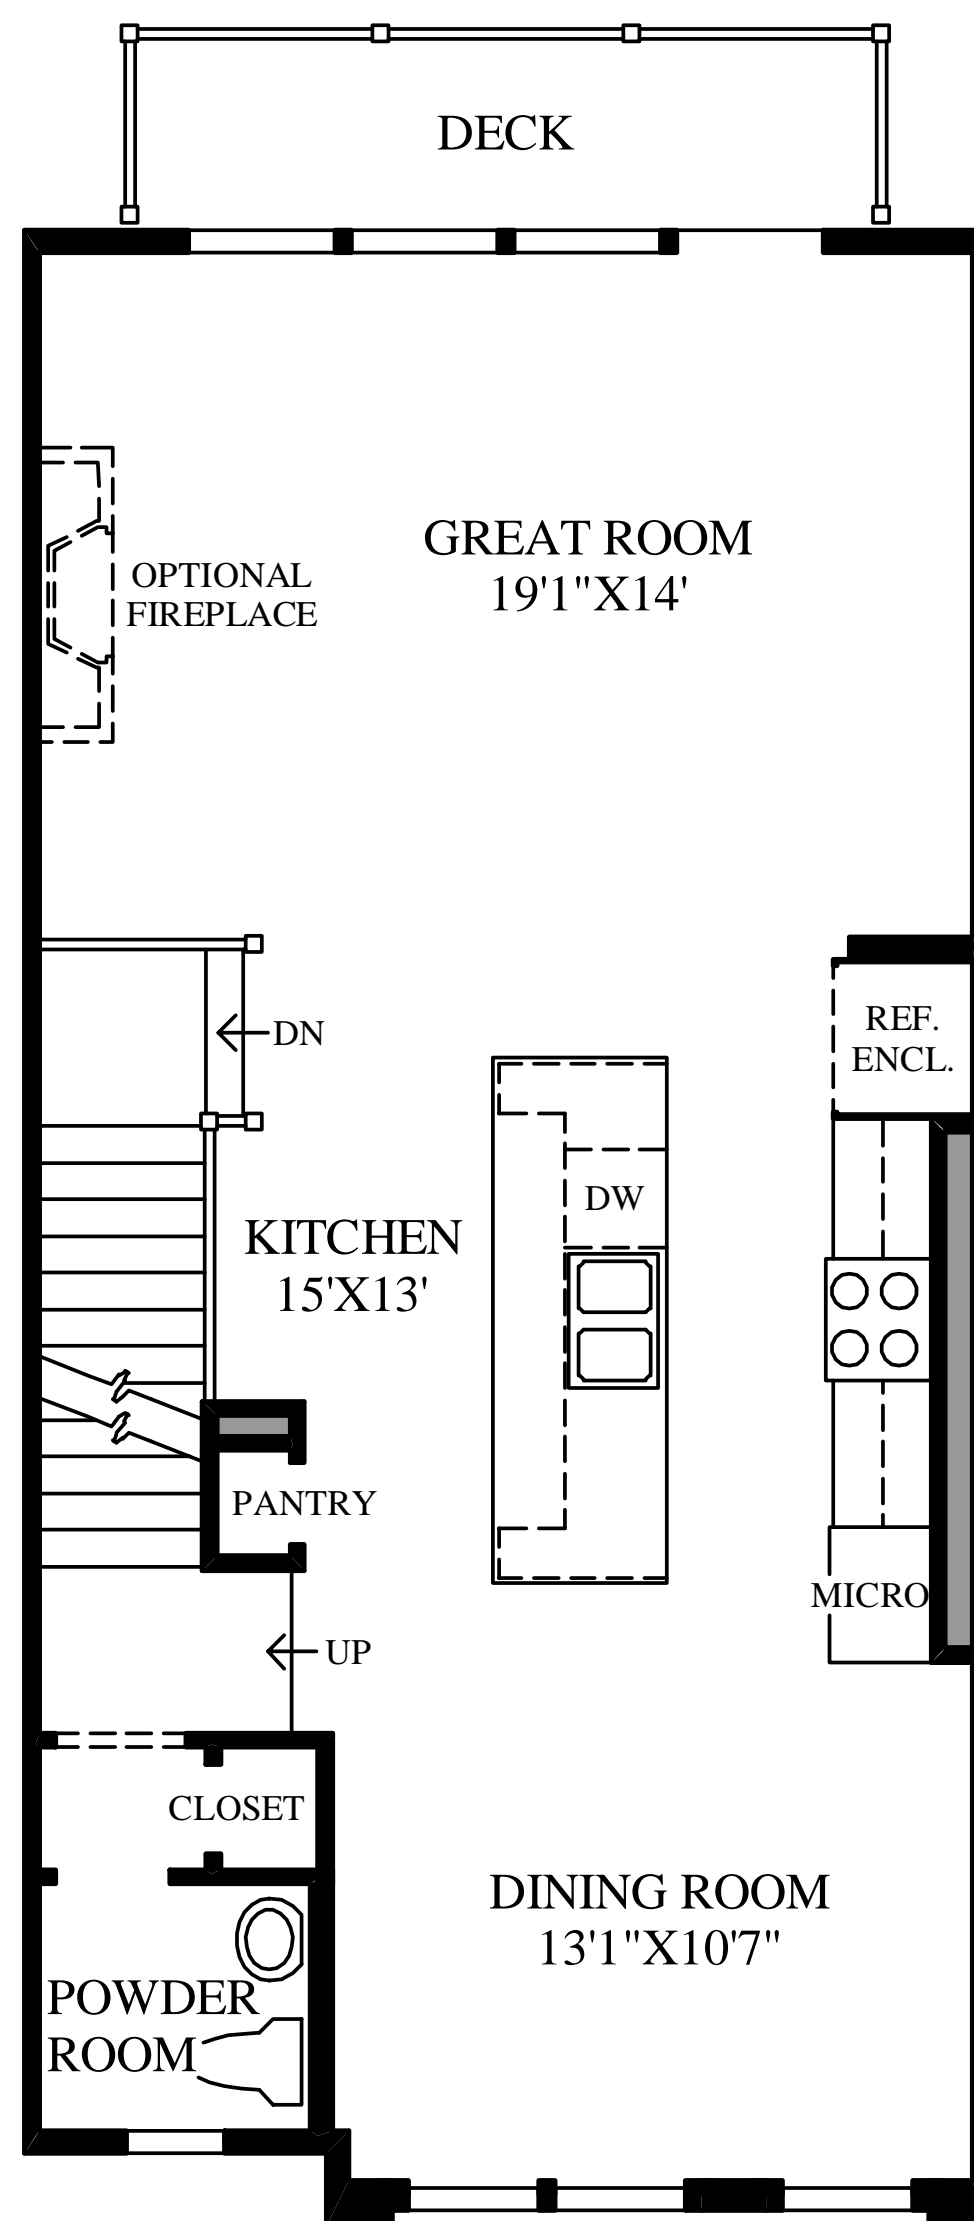 DECK
GREAT ROOM
19'1"X14'
OPTIONAL
FIREPLACE
DN
REF.
ENCL.
DW
KITCHEN
15'X13'
PANTRY
MICRO
UP
CLOSET
DINING ROOM
13'1"X10'7"
POWDER
ROOM